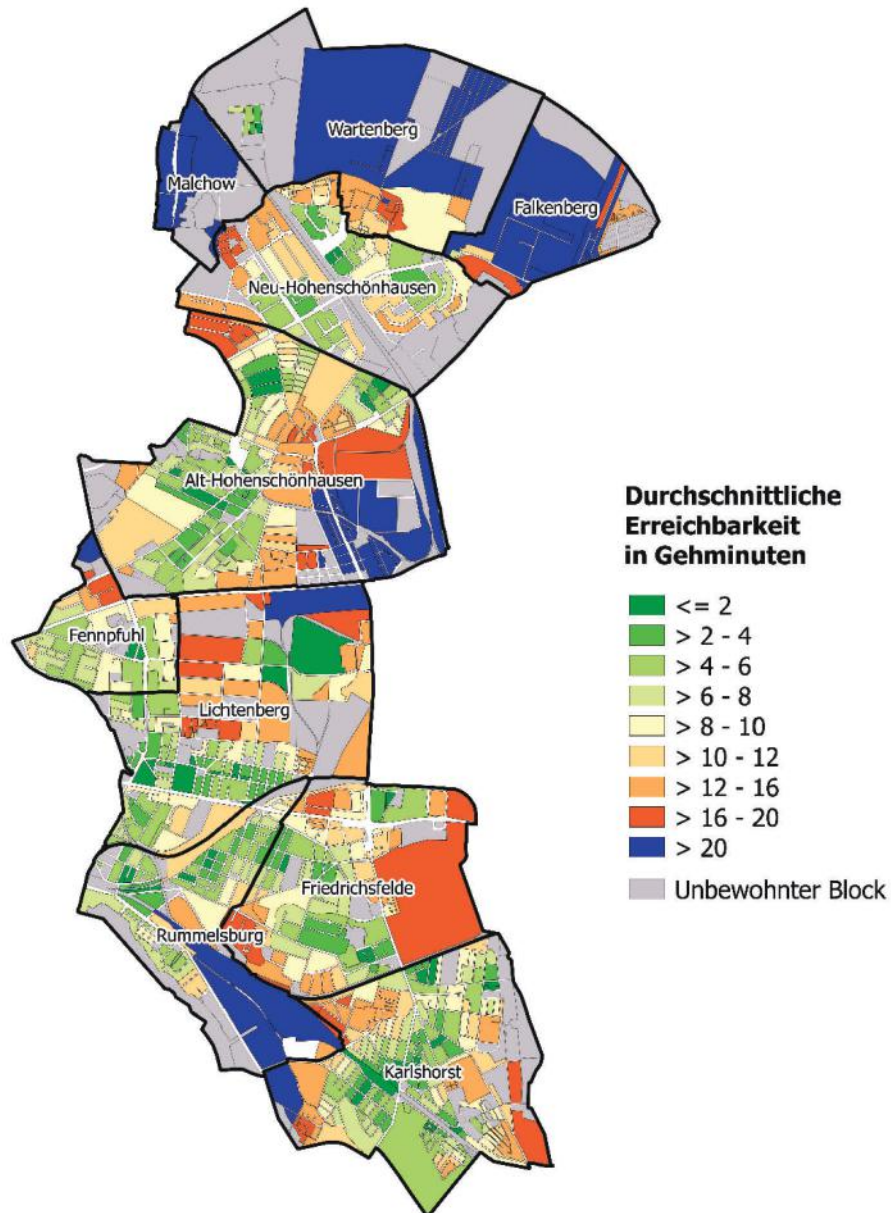 Wartenberg
Malchow
Falkenberg
Neu-Hohenschönhausen
Alt-Hohenschönhausen
Fennpfuhl
Lichtenberg
Friedrichsfelde
Rummelsburg
Karlshorst
Durchschnittliche
Erreichbarkeit
in Gehminuten
<= 2
> 2 - 4
> 4 - 6
> 6 - 8
> 8 - 10
> 10 - 12
> 12 - 16
> 16 - 20
> 20
Unbewohnter Block